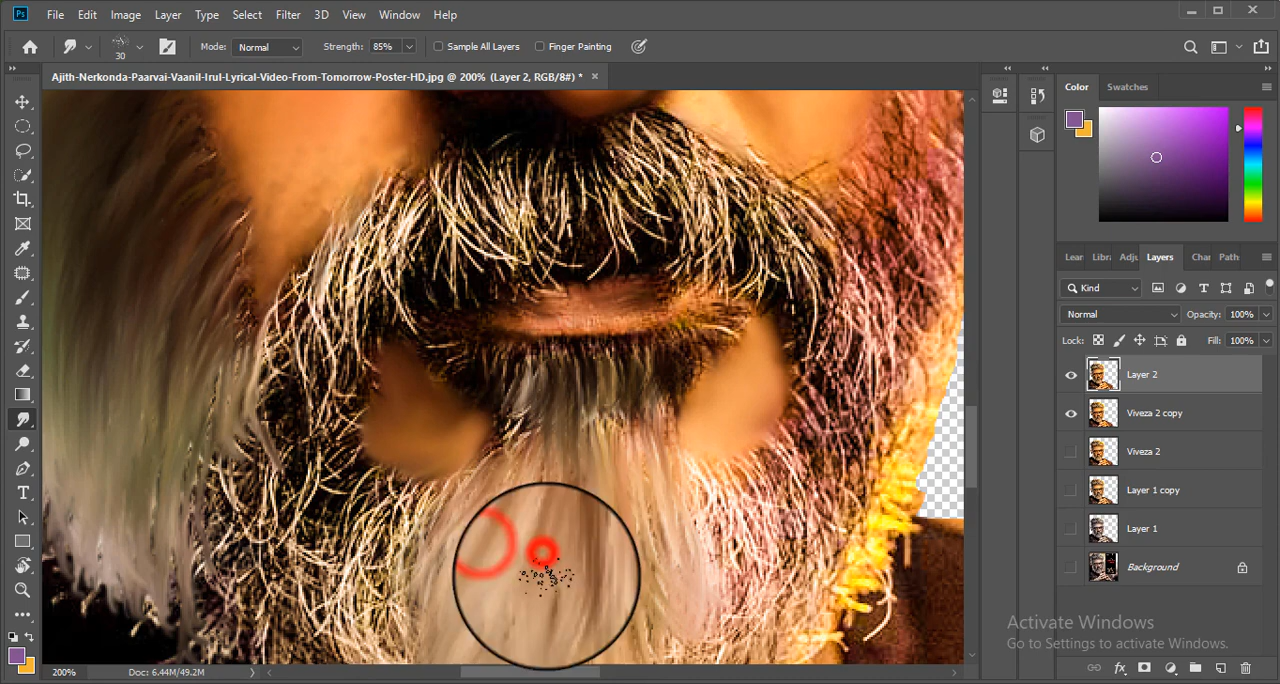 Ps File Edit Image Layer Type Select Filter 3D View Window Help
30 Mode: Normal Strength: 85% Sample All Layers Finger Painting
Ajith-Nerkonda-Paarvai-Vaanil-Irul-Lyrical-Video-From-Tomorrow-Poster-HD.jpg @ 200% (Layer 2, RGB/8#) *
Color Swatches
Lear Libra Adju Layers Char Path
Kind
Normal Opacity: 100%
Lock: Fill: 100%
Layer 2
Viveza 2 copy
Viveza 2
Layer 1 copy
Layer 1
Background
Activate Windows
Go to Settings to activate Windows.
200% Doc: 6.44M/49.2M